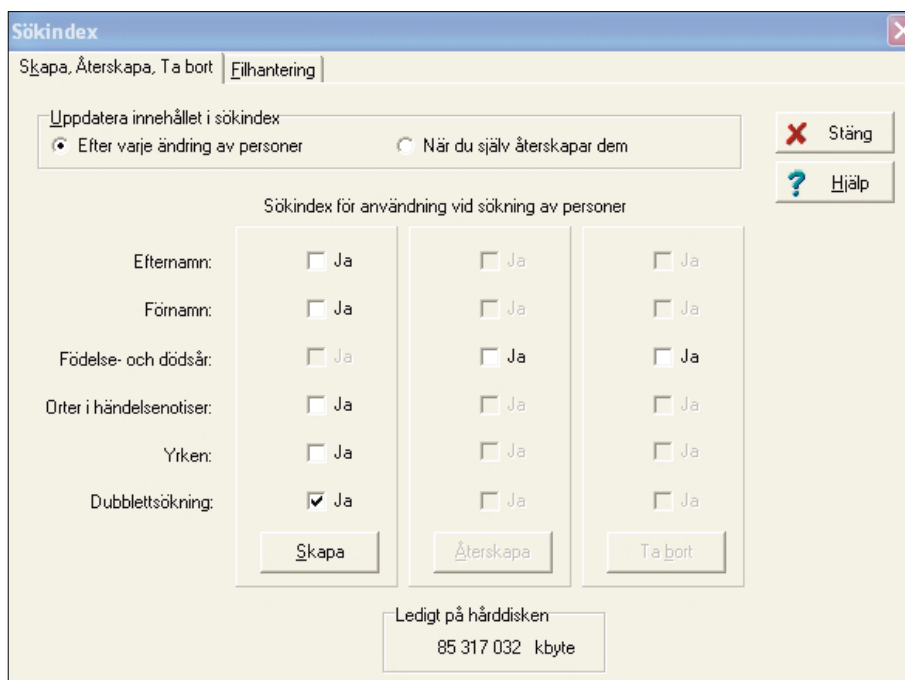 Sökindex
Skapa, Återskapa, Ta bort Filhantering
Uppdatera innehållet i sökindex
Efter varje ändring av personer När du själv återskapar dem
Stäng
Hjälp
Sökindex för användning vid sökning av personer
Efternamn: Ja Ja Ja
Förnamn: Ja Ja Ja
Födelse- och dödsår: Ja Ja Ja
Orter i händelsenotiser: Ja Ja Ja
Yrken: Ja Ja Ja
Dubblettsökning: Ja Ja Ja
Skapa Återskapa Ta bort
Ledigt på hårddisken
85 317 032 kbyte